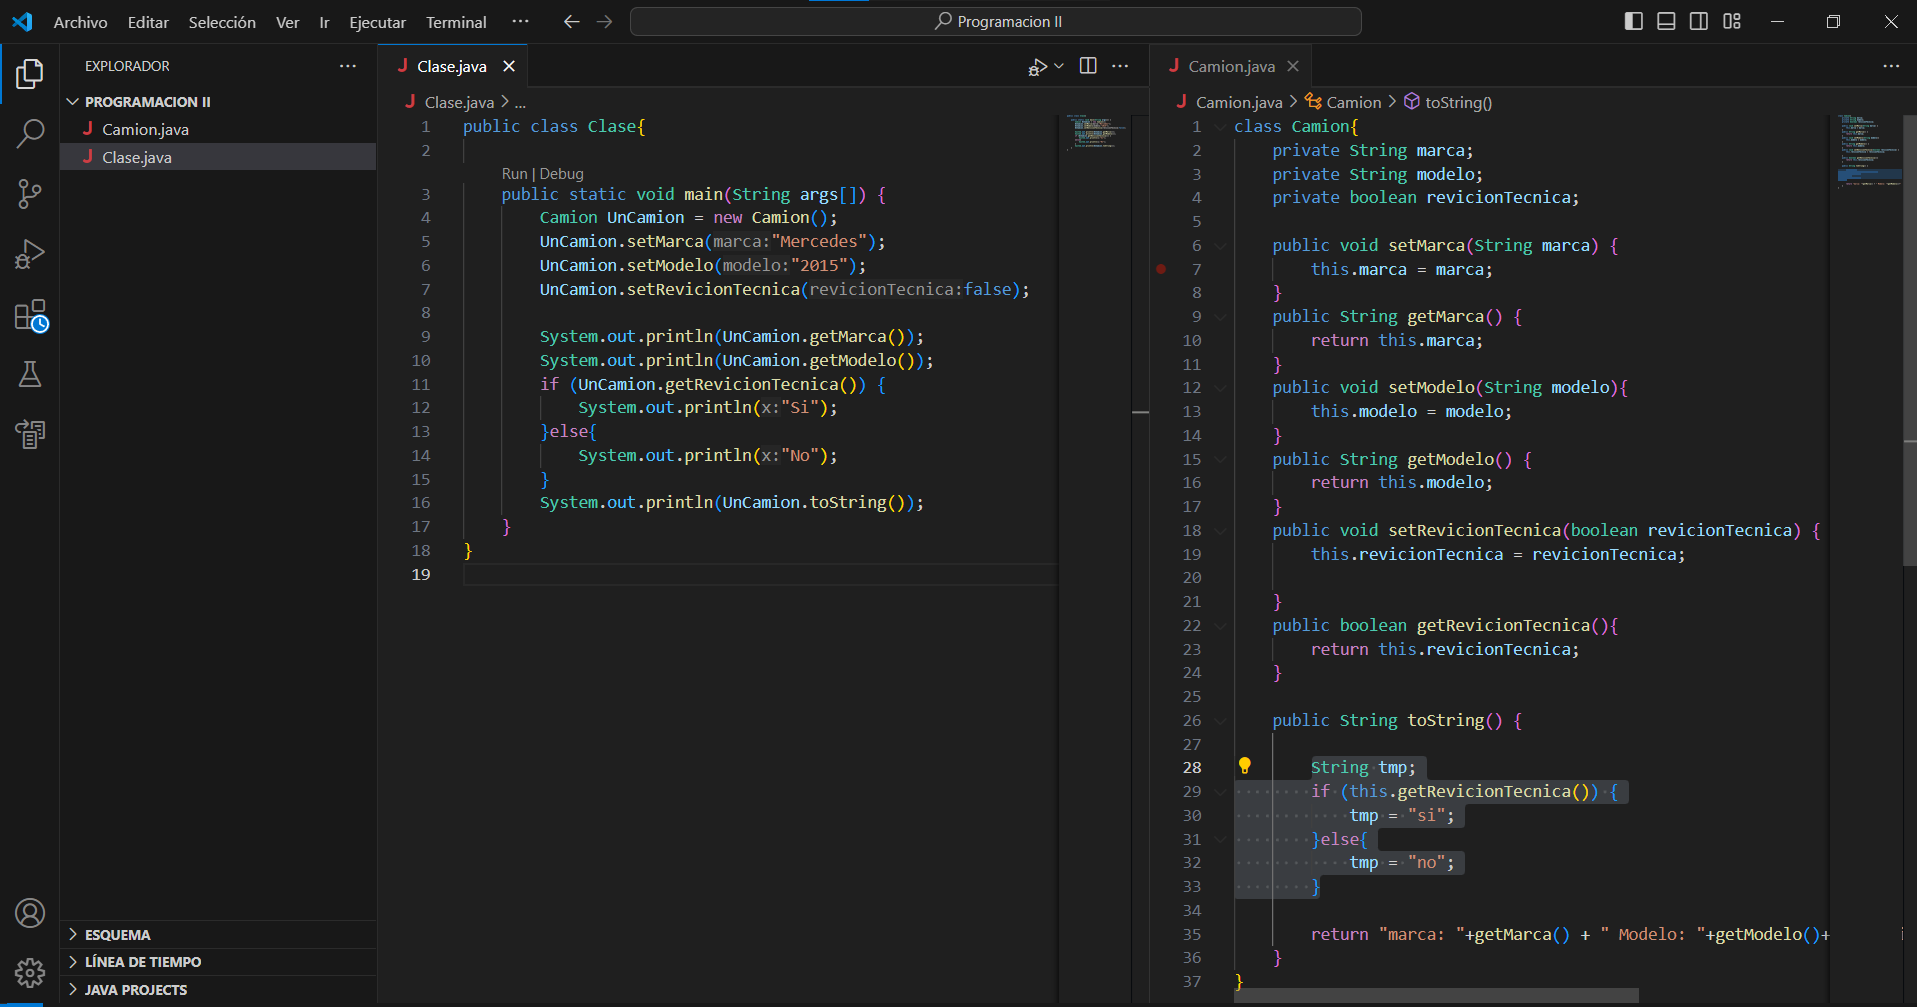 Archivo Editar Selección Ver Ir Ejecutar Terminal ··· Programacion II
EXPLORADOR ···
PROGRAMACION II
J Camion.java
J Clase.java
ESQUEMA
LÍNEA DE TIEMPO
JAVA PROJECTS
J Clase.java
J Clase.java > ...
1 public class Clase{
2
Run | Debug
3 public static void main(String args[]) {
4 Camion UnCamion = new Camion();
5 UnCamion.setMarca(marca:"Mercedes");
6 UnCamion.setModelo(modelo:"2015");
7 UnCamion.setRevicionTecnica(revicionTecnica:false);
8
9 System.out.println(UnCamion.getMarca());
10 System.out.println(UnCamion.getModelo());
11 if (UnCamion.getRevicionTecnica()) {
12 System.out.println(x:"Si");
13 }else{
14 System.out.println(x:"No");
15 }
16 System.out.println(UnCamion.toString());
17 }
18 }
19
J Camion.java
J Camion.java > Camion > toString()
1 class Camion{
2 private String marca;
3 private String modelo;
4 private boolean revicionTecnica;
5
6 public void setMarca(String marca) {
7 this.marca = marca;
8 }
9 public String getMarca() {
10 return this.marca;
11 }
12 public void setModelo(String modelo){
13 this.modelo = modelo;
14 }
15 public String getModelo() {
16 return this.modelo;
17 }
18 public void setRevicionTecnica(boolean revicionTecnica) {
19 this.revicionTecnica = revicionTecnica;
20
21 }
22 public boolean getRevicionTecnica(){
23 return this.revicionTecnica;
24 }
25
26 public String toString() {
27
28 String tmp;
29 if (this.getRevicionTecnica()) {
30 tmp = "si";
31 }else{
32 tmp = "no";
33 }
34
35 return "marca: "+getMarca() + " Modelo: "+getModelo()+
36 }
37 }